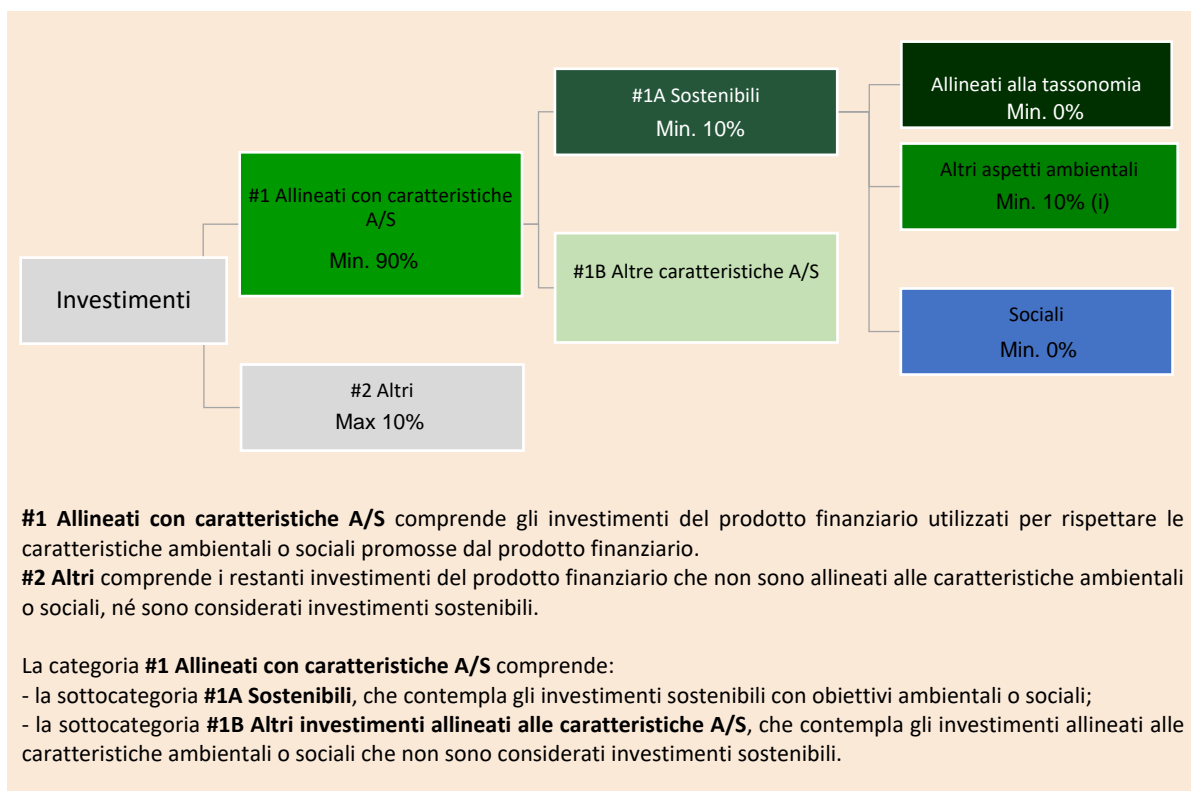 Investimenti
#1 Allineati con caratteristiche
A/S
Min. 90%
#2 Altri
Max 10%
#1A Sostenibili
Min. 10%
#1B Altre caratteristiche A/S
Allineati alla tassonomia
Min. 0%
Altri aspetti ambientali
Min. 10% (i)
Sociali
Min. 0%
#1 Allineati con caratteristiche A/S comprende gli investimenti del prodotto finanziario utilizzati per rispettare le
caratteristiche ambientali o sociali promosse dal prodotto finanziario.
#2 Altri comprende i restanti investimenti del prodotto finanziario che non sono allineati alle caratteristiche ambientali
o sociali, né sono considerati investimenti sostenibili.
La categoria #1 Allineati con caratteristiche A/S comprende:
- la sottocategoria #1A Sostenibili, che contempla gli investimenti sostenibili con obiettivi ambientali o sociali;
- la sottocategoria #1B Altri investimenti allineati alle caratteristiche A/S, che contempla gli investimenti allineati alle
caratteristiche ambientali o sociali che non sono considerati investimenti sostenibili.